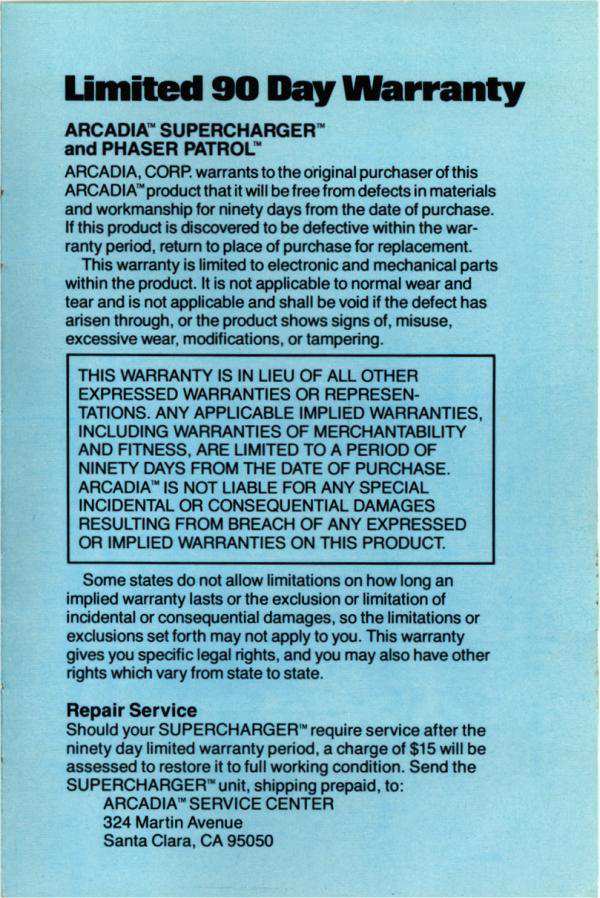 Limited 90 Day Warranty
ARCADIA™ SUPERCHARGER™
and PHASER PATROL™
ARCADIA, CORP. warrants to the original purchaser of this
ARCADIA™ product that it will be free from defects in materials
and workmanship for ninety days from the date of purchase.
If this product is discovered to be defective within the war-
ranty period, return to place of purchase for replacement.
This warranty is limited to electronic and mechanical parts
within the product. It is not applicable to normal wear and
tear and is not applicable and shall be void if the defect has
arisen through, or the product shows signs of, misuse,
excessive wear, modifications, or tampering.
THIS WARRANTY IS IN LIEU OF ALL OTHER
EXPRESSED WARRANTIES OR REPRESEN-
TATIONS. ANY APPLICABLE IMPLIED WARRANTIES,
INCLUDING WARRANTIES OF MERCHANTABILITY
AND FITNESS, ARE LIMITED TO A PERIOD OF
NINETY DAYS FROM THE DATE OF PURCHASE.
ARCADIA™ IS NOT LIABLE FOR ANY SPECIAL
INCIDENTAL OR CONSEQUENTIAL DAMAGES
RESULTING FROM BREACH OF ANY EXPRESSED
OR IMPLIED WARRANTIES ON THIS PRODUCT.
Some states do not allow limitations on how long an
implied warranty lasts or the exclusion or limitation of
incidental or consequential damages, so the limitations or
exclusions set forth may not apply to you. This warranty
gives you specific legal rights, and you may also have other
rights which vary from state to state.
Repair Service
Should your SUPERCHARGER™ require service after the
ninety day limited warranty period, a charge of $15 will be
assessed to restore it to full working condition. Send the
SUPERCHARGER™ unit, shipping prepaid, to:
ARCADIA™ SERVICE CENTER
324 Martin Avenue
Santa Clara, CA 95050